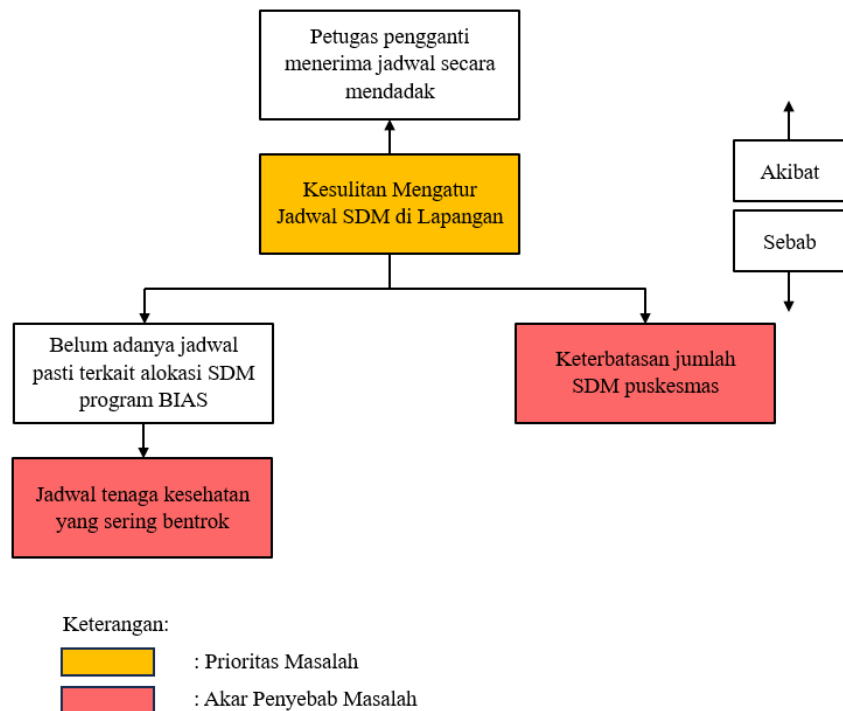 Petugas pengganti
menerima jadwal secara
mendadak
Kesulitan Mengatur
Jadwal SDM di Lapangan
Akibat
Sebab
Belum adanya jadwal
pasti terkait alokasi SDM
program BIAS
Keterbatasan jumlah
SDM puskesmas
Jadwal tenaga kesehatan
yang sering bentrok
Keterangan:
: Prioritas Masalah
: Akar Penyebab Masalah